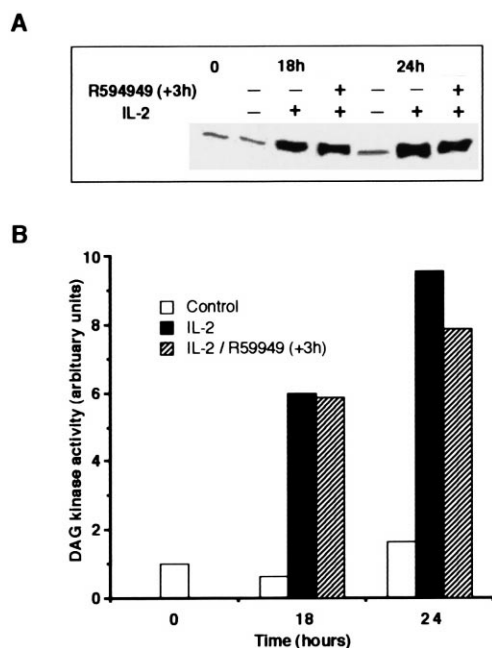 A
0 18h 24h
R594949 (+3h) – + – – +
IL-2 – + + – + +
B
DAG kinase activity (arbituary units)
10
8
6
4
2
0
Control
IL-2
IL-2 / R59949 (+3h)
0 18 24
Time (hours)